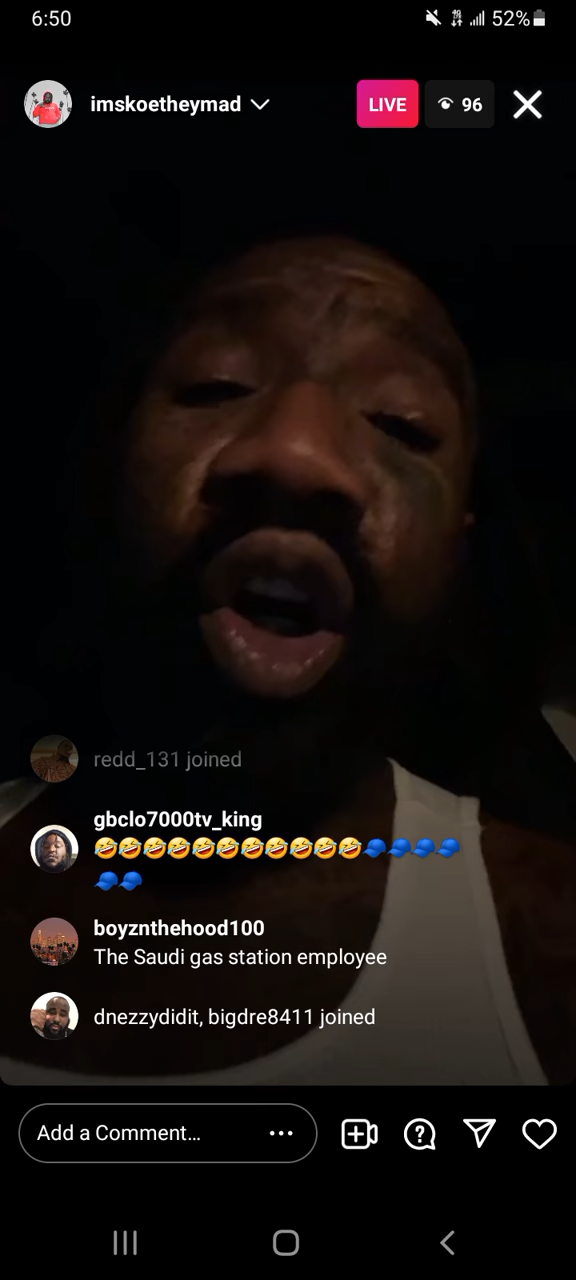 6:50 52%
imskoetheymad LIVE 96
redd_131 joined
gbclo7000tv_king
🤣🤣🤣🤣🤣🤣🤣🤣🤣🤣🤣🧢🧢🧢🧢
🧢🧢
boyznthehood100
The Saudi gas station employee
dnezzydidit, bigdre8411 joined
Add a Comment...